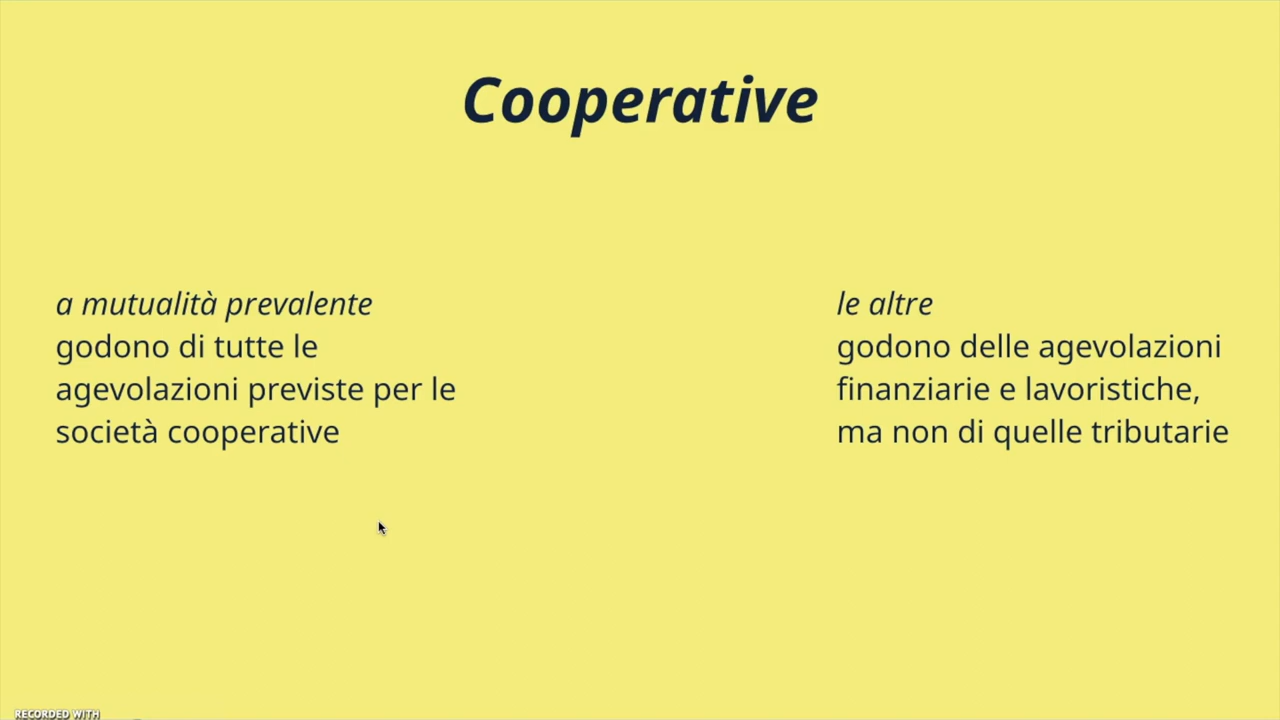 Cooperative
a mutualità prevalente
godono di tutte le
agevolazioni previste per le
società cooperative
le altre
godono delle agevolazioni
finanziarie e lavoristiche,
ma non di quelle tributarie
RECORDED WITH